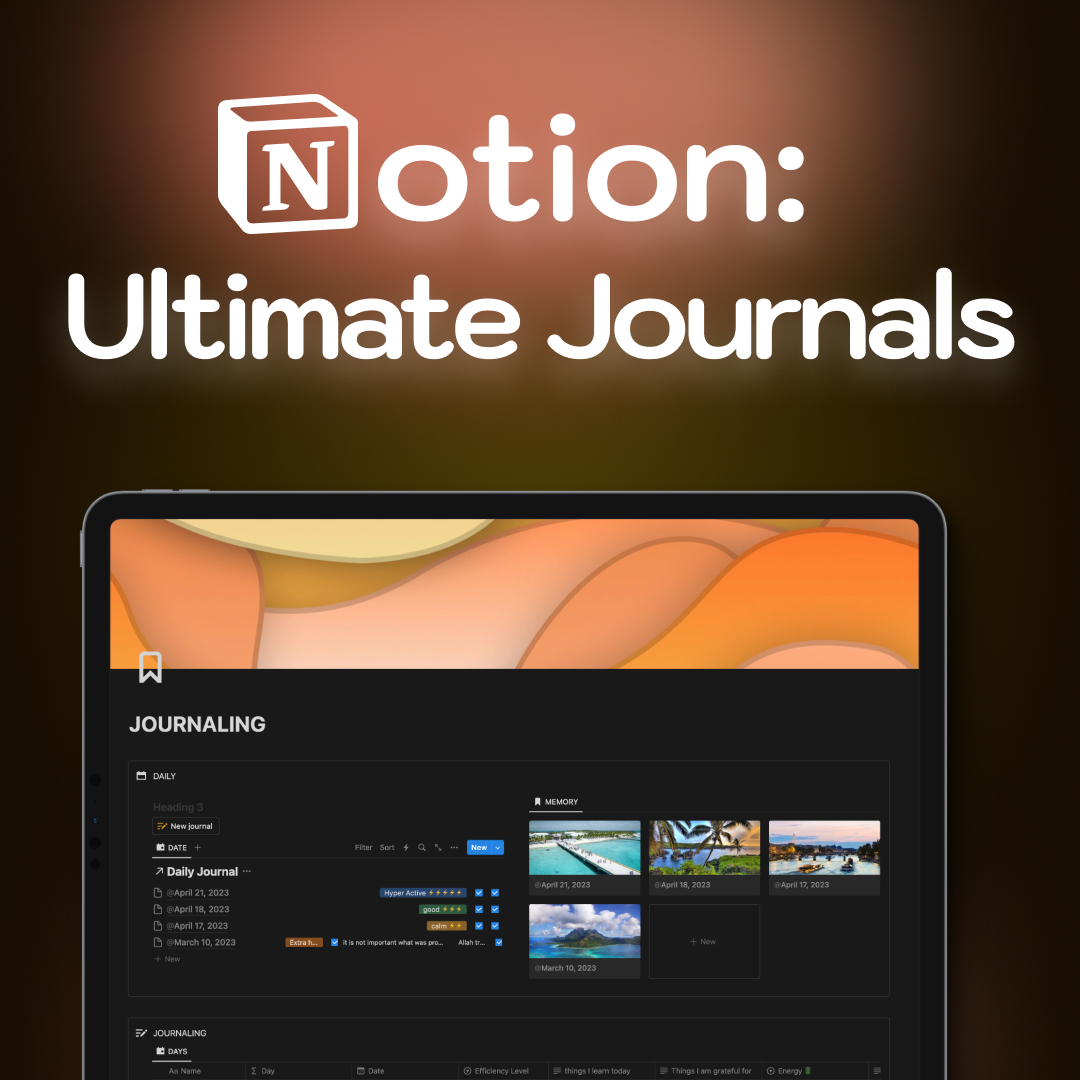 Notion:
Ultimate Journals
JOURNALING
DAILY
Heading 3
New journal
DATE +
Filter Sort ... New
↗ Daily Journal ...
@April 21, 2023 Hyper Active ⚡⚡⚡⚡⚡
@April 18, 2023 good ⚡⚡⚡
@April 17, 2023 calm ⚡⚡
@March 10, 2023 Extra h... it is not important what was pro... Allah tr...
+ New
MEMORY
@April 21, 2023
@April 18, 2023
@April 17, 2023
@March 10, 2023
+ New
JOURNALING
DAYS
Aa Name Σ Day Date Efficiency Level things I learn today Things I am grateful for Energy 🔋